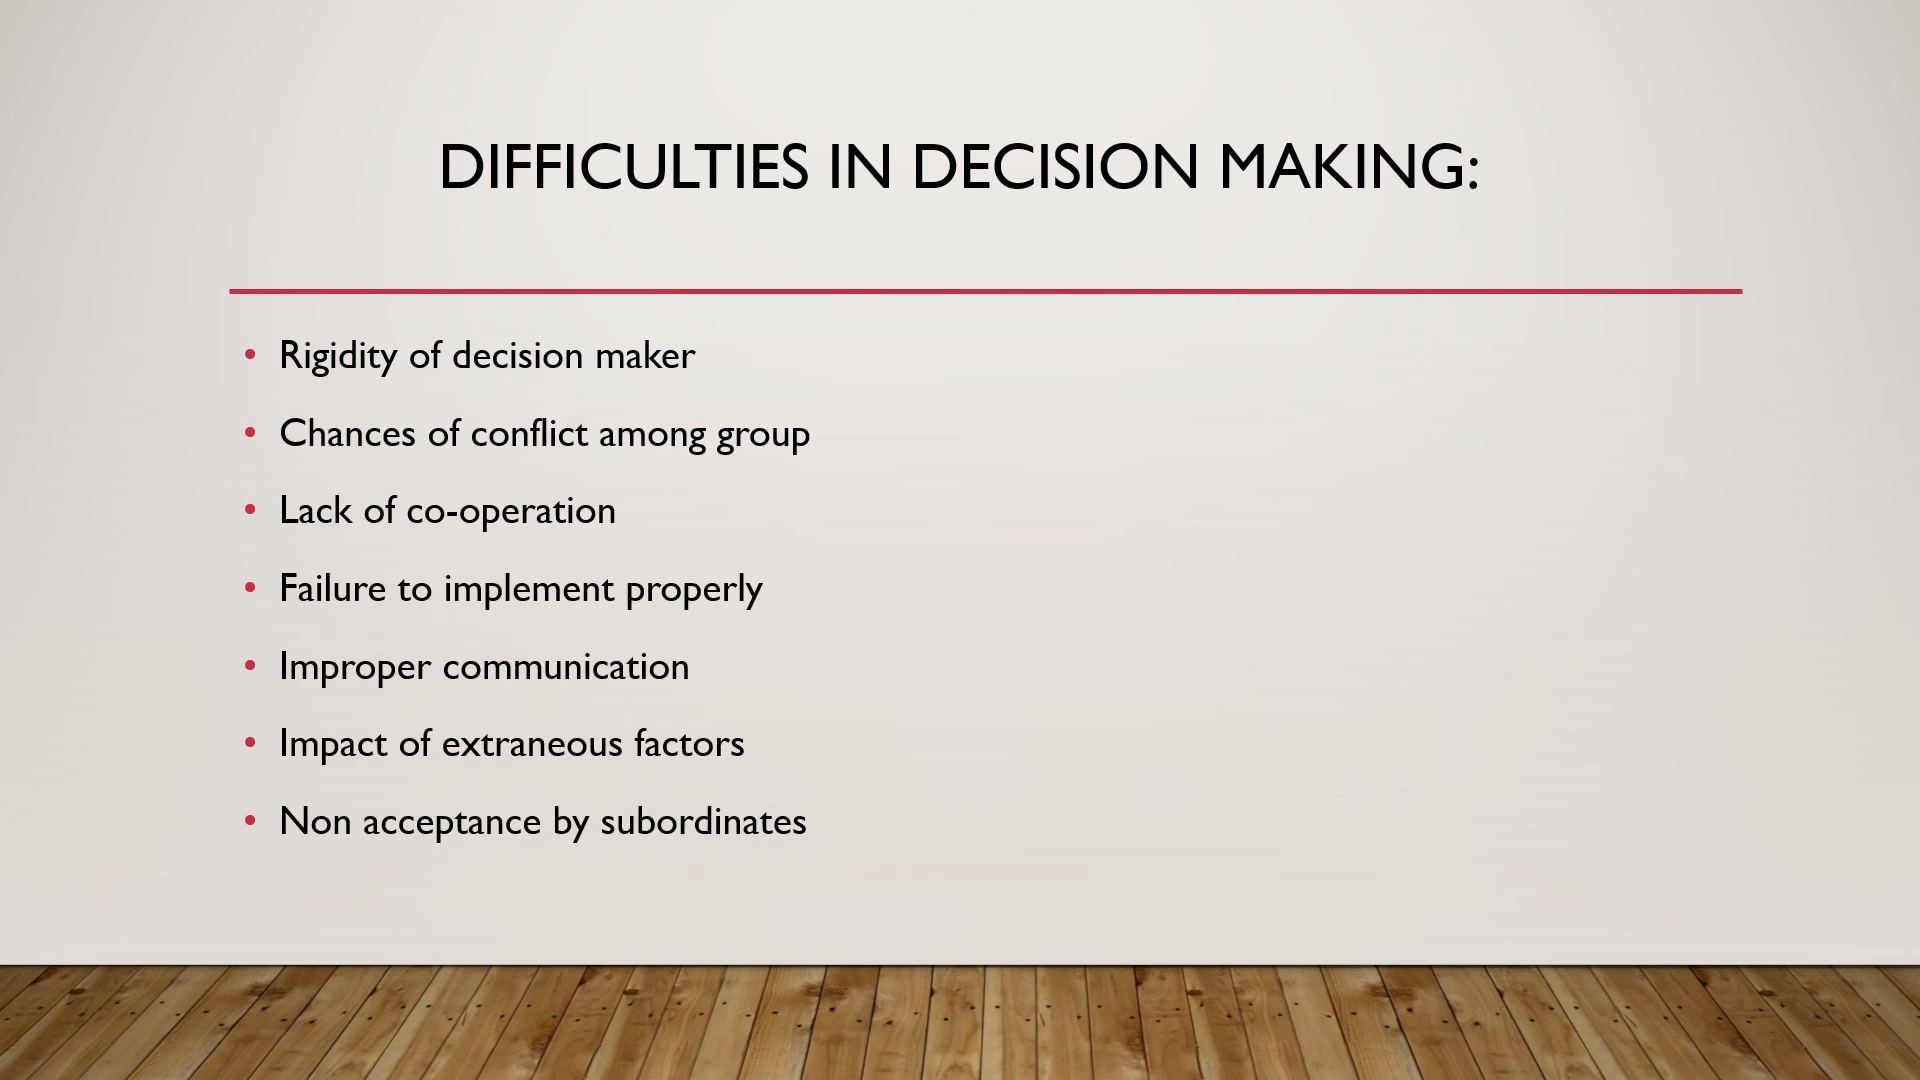 DIFFICULTIES IN DECISION MAKING:
• Rigidity of decision maker
• Chances of conflict among group
• Lack of co-operation
• Failure to implement properly
• Improper communication
• Impact of extraneous factors
• Non acceptance by subordinates